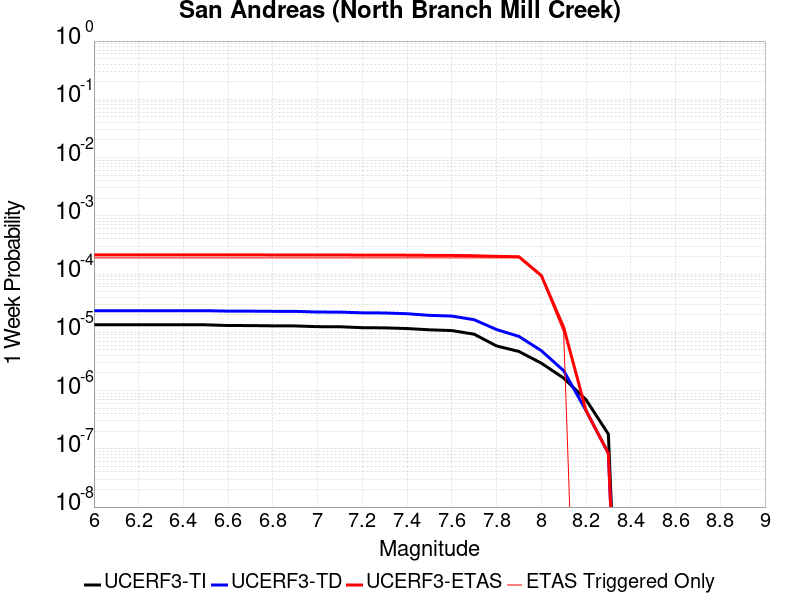 San Andreas (North Branch Mill Creek)
10^0
10^-1
10^-2
10^-3
10^-4
10^-5
10^-6
10^-7
10^-8
1 Week Probability
6 6.2 6.4 6.6 6.8 7 7.2 7.4 7.6 7.8 8 8.2 8.4 8.6 8.8 9
Magnitude
UCERF3-TI UCERF3-TD UCERF3-ETAS ETAS Triggered Only